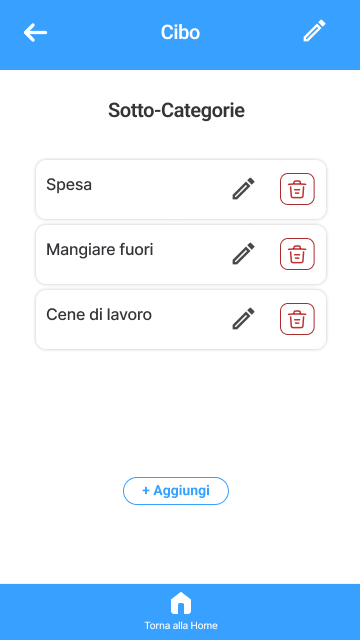 Cibo
Sotto-Categorie
Spesa
Mangiare fuori
Cene di lavoro
+ Aggiungi
Torna alla Home